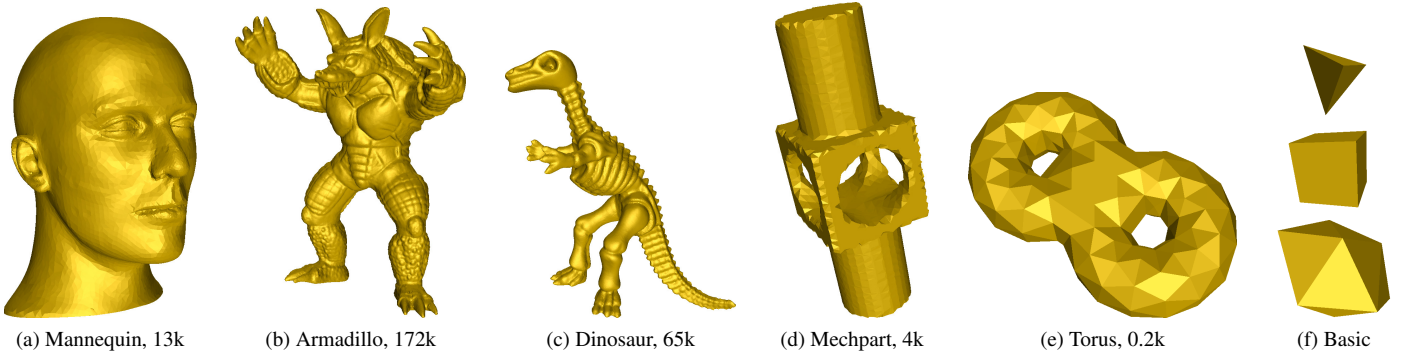 (a) Mannequin, 13k
(b) Armadillo, 172k
(c) Dinosaur, 65k
(d) Mechpart, 4k
(e) Torus, 0.2k
(f) Basic